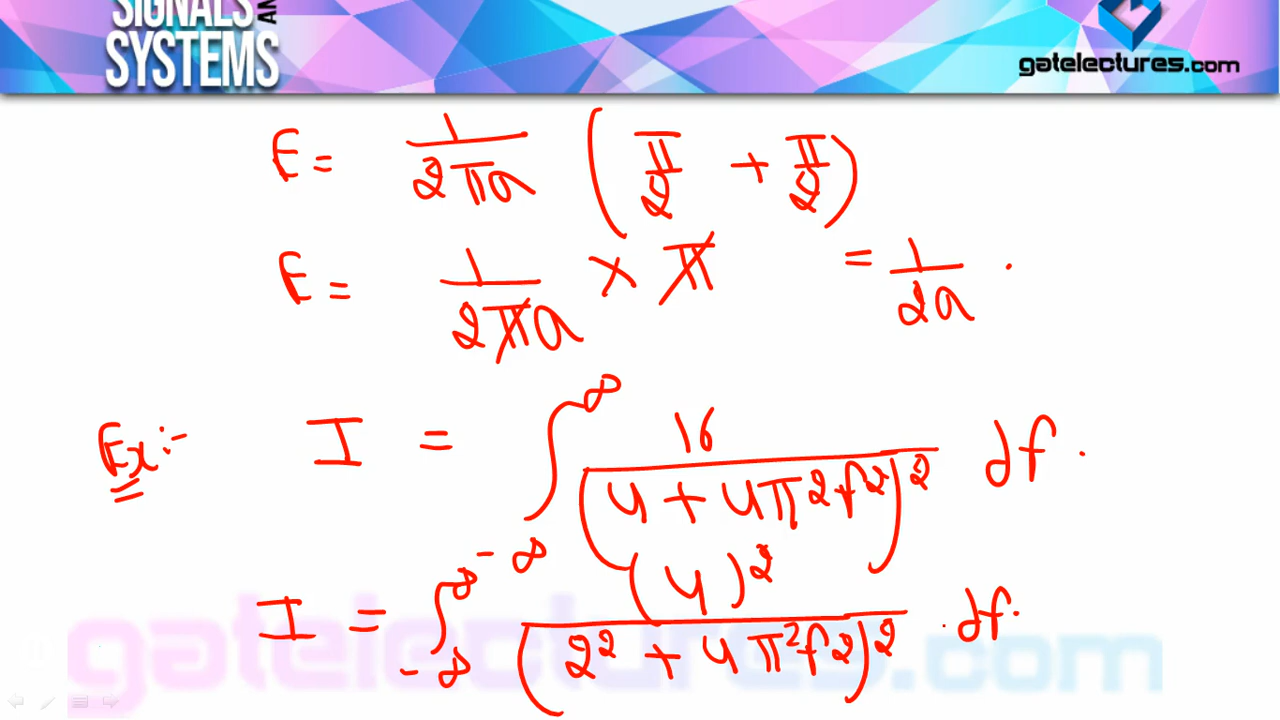 SIGNALS AN
SYSTEMS
gatelectures.com
E = 1/(2πa) (π/2 + π/2)
E = 1/(2πa) × π = 1/(2a) .
Ex:- I = ∫_{-∞}^{∞} 16/(4 + 4π²f²)² df .
I = ∫_{-∞}^{∞} (4)²/(2² + 4π²f²)² . df .
gatelectures.com